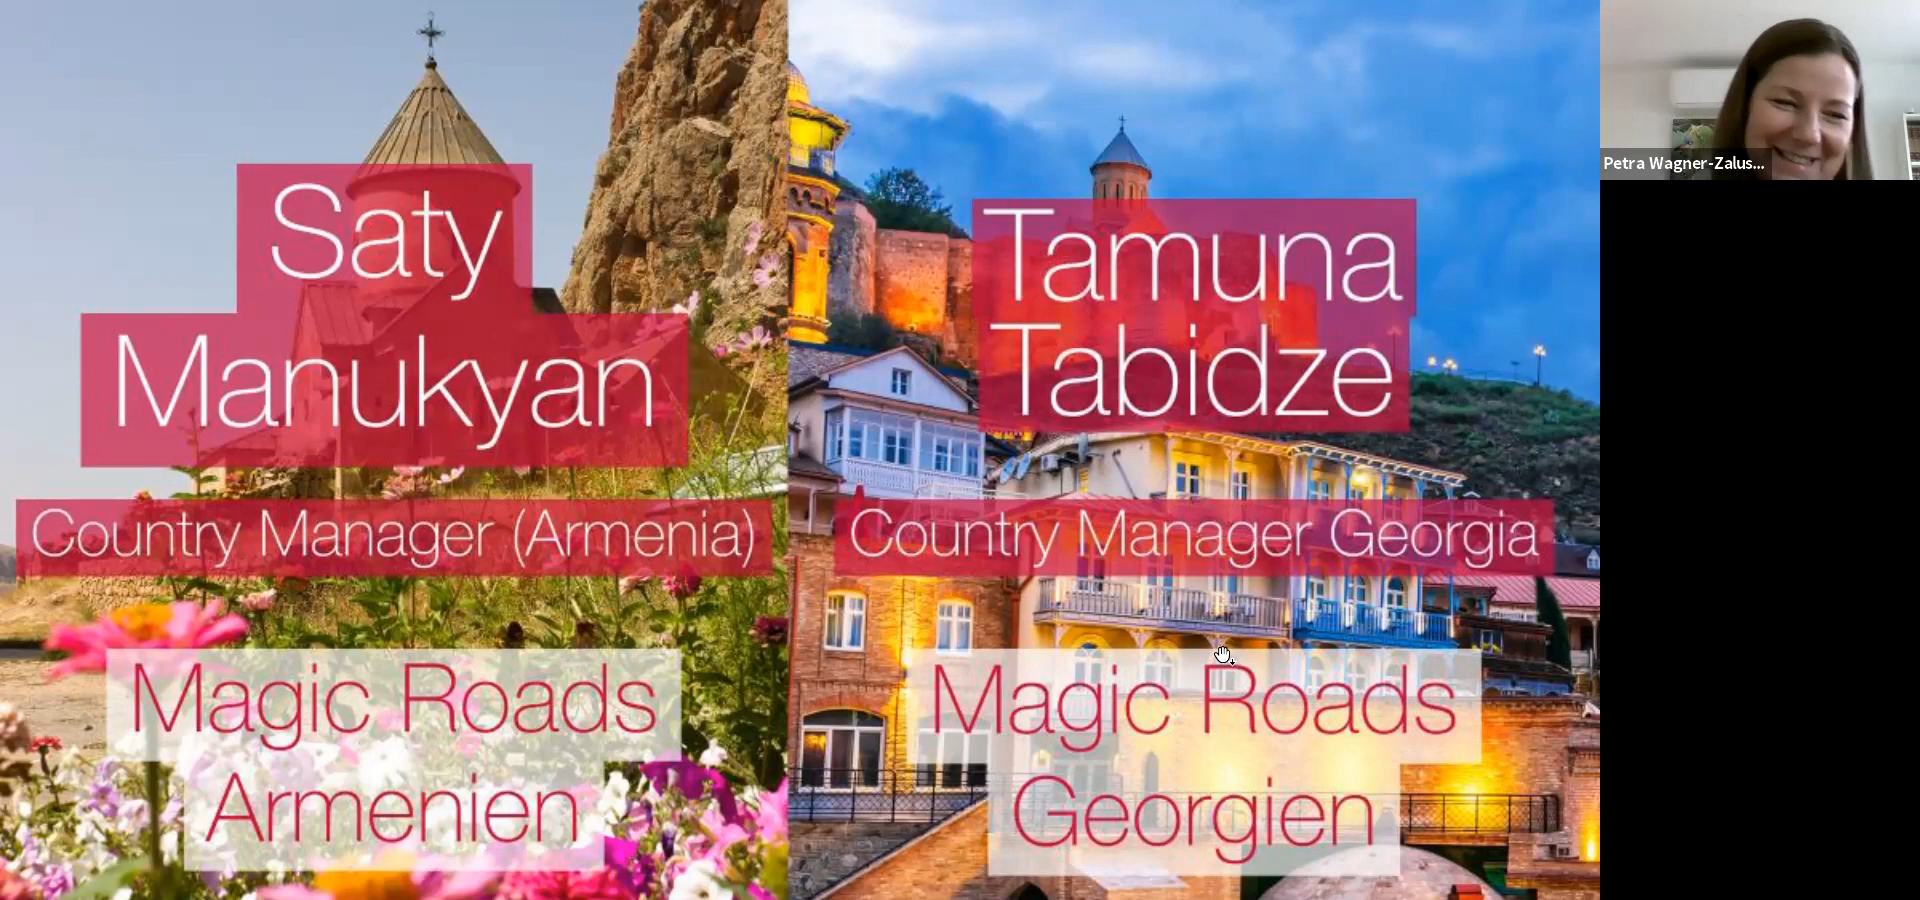 Saty
Manukyan
Country Manager (Armenia)
Magic Roads
Armenien
Tamuna
Tabidze
Country Manager Georgia
Magic Roads
Georgien
Petra Wagner-Zalus...